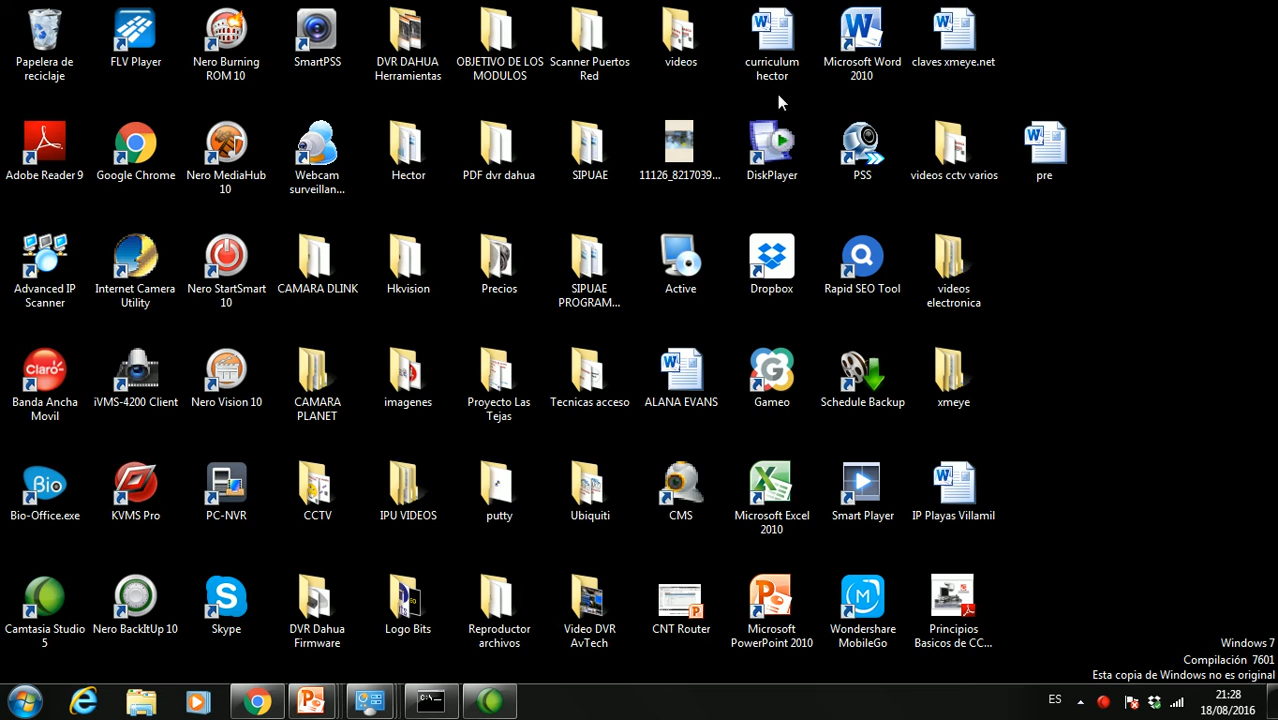 Papelera de
reciclaje
FLV Player
Nero Burning
ROM 10
SmartPSS
DVR DAHUA
Herramientas
OBJETIVO DE LOS
MODULOS
Scanner Puertos
Red
videos
curriculum
hector
Microsoft Word
2010
claves xmeye.net
Adobe Reader 9
Google Chrome
Nero MediaHub
10
Webcam
surveillan...
Hector
PDF dvr dahua
SIPUAE
11126_8217039...
DiskPlayer
PSS
videos cctv varios
pre
Advanced IP
Scanner
Internet Camera
Utility
Nero StartSmart
10
CAMARA DLINK
Hkvision
Precios
SIPUAE
PROGRAM...
Active
Dropbox
Rapid SEO Tool
videos
electronica
Claro
Banda Ancha
Movil
iVMS-4200 Client
Nero Vision 10
CAMARA
PLANET
imagenes
Proyecto Las
Tejas
Tecnicas acceso
ALANA EVANS
Gameo
Schedule Backup
xmeye
Bio
Bio-Office.exe
KVMS Pro
PC-NVR
CCTV
IPU VIDEOS
putty
Ubiquiti
CMS
Microsoft Excel
2010
Smart Player
IP Playas Villamil
Camtasia Studio
5
Nero BackItUp 10
Skype
DVR Dahua
Firmware
Logo Bits
Reproductor
archivos
Video DVR
AvTech
CNT Router
Microsoft
PowerPoint 2010
Wondershare
MobileGo
Principios
Basicos de CC...
Windows 7
Compilación 7601
Esta copia de Windows no es original
ES
21:28
18/08/2016